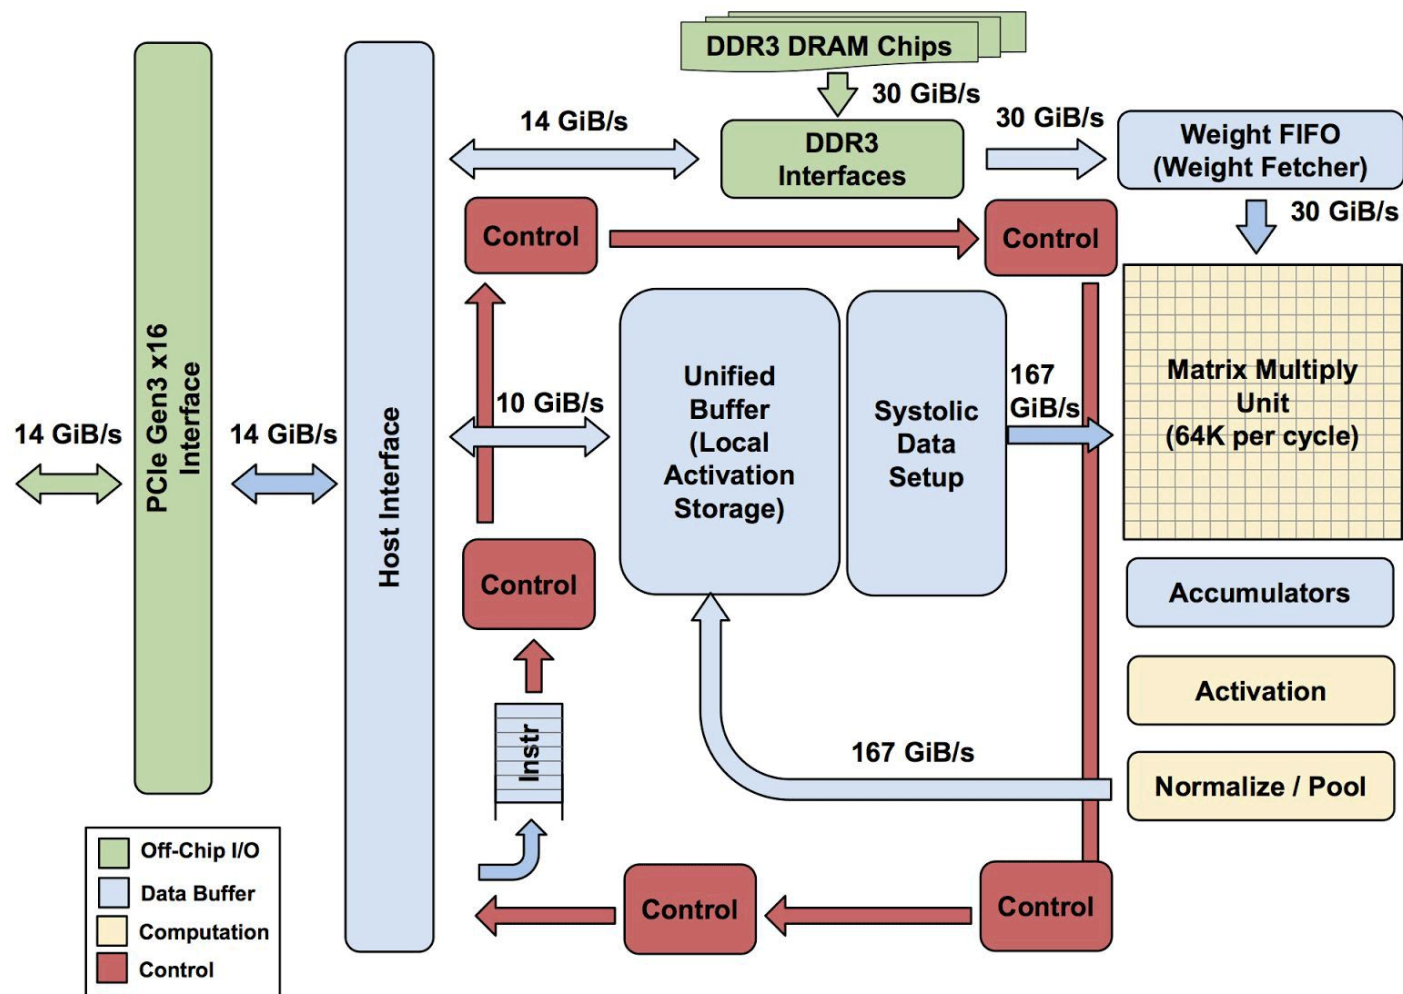 DDR3 DRAM Chips
30 GiB/s
14 GiB/s
DDR3
Interfaces
30 GiB/s
Weight FIFO
(Weight Fetcher)
30 GiB/s
Control
Control
PCIe Gen3 x16
Interface
14 GiB/s
14 GiB/s
Host Interface
10 GiB/s
Unified
Buffer
(Local
Activation
Storage)
Systolic
Data
Setup
167
GiB/s
Matrix Multiply
Unit
(64K per cycle)
Control
Accumulators
Activation
Instr
167 GiB/s
Normalize / Pool
Control
Control
Off-Chip I/O
Data Buffer
Computation
Control